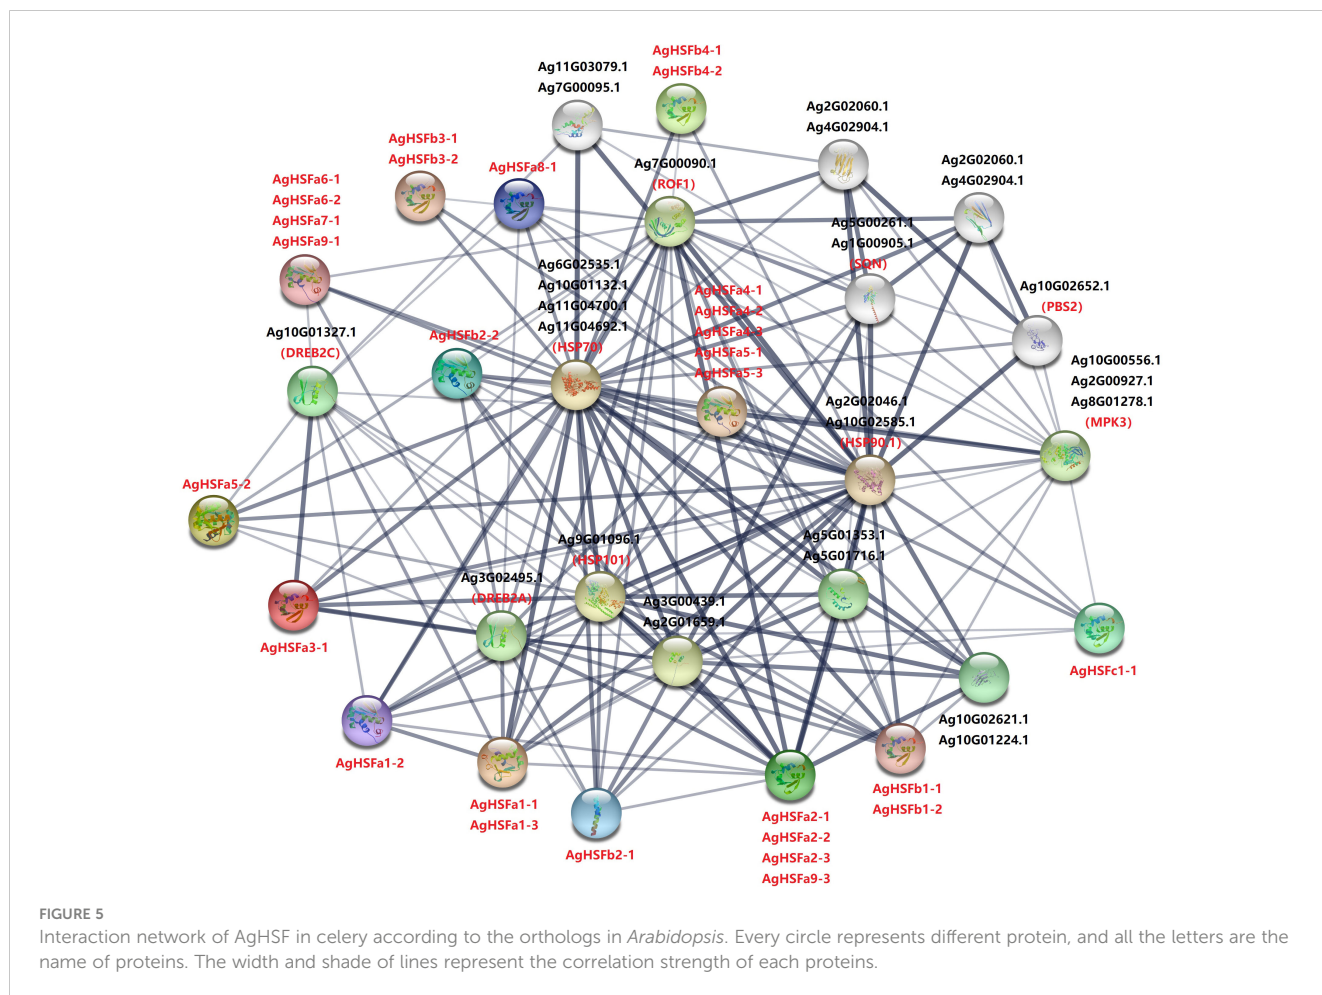 Ag11G03079.1
Ag7G00095.1
AgHSFb4-1
AgHSFb4-2
Ag2G02060.1
Ag4G02904.1
Ag2G02060.1
Ag4G02904.1
AgHSFb3-1
AgHSFb3-2
AgHSFa8-1
Ag7G00090.1
(ROF1)
AgHSFa6-1
AgHSFa6-2
AgHSFa7-1
AgHSFa9-1
Ag5G00261.1
Ag1G00905.1
(SQN)
Ag6G02535.1
Ag10G01132.1
Ag11G04700.1
Ag11G04692.1
(HSP70)
AgHSFa4-1
AgHSFa4-2
AgHSFa4-3
AgHSFa5-1
AgHSFa5-3
Ag10G02652.1
(PBS2)
Ag10G01327.1
(DREB2C)
AgHSFb2-2
Ag10G00556.1
Ag2G00927.1
Ag8G01278.1
(MPK3)
Ag2G02046.1
Ag10G02585.1
(HSP90.1)
AgHSFa5-2
Ag9G01096.1
(HSP101)
Ag5G01353.1
Ag5G01716.1
Ag3G02495.1
(DREB2A)
Ag3G00439.1
Ag2G01659.1
AgHSFa3-1
AgHSFc1-1
Ag10G02621.1
Ag10G01224.1
AgHSFa1-2
AgHSFa1-1
AgHSFa1-3
AgHSFb2-1
AgHSFa2-1
AgHSFa2-2
AgHSFa2-3
AgHSFa9-3
AgHSFb1-1
AgHSFb1-2
FIGURE 5
Interaction network of AgHSF in celery according to the orthologs in Arabidopsis. Every circle represents different protein, and all the letters are the
name of proteins. The width and shade of lines represent the correlation strength of each proteins.